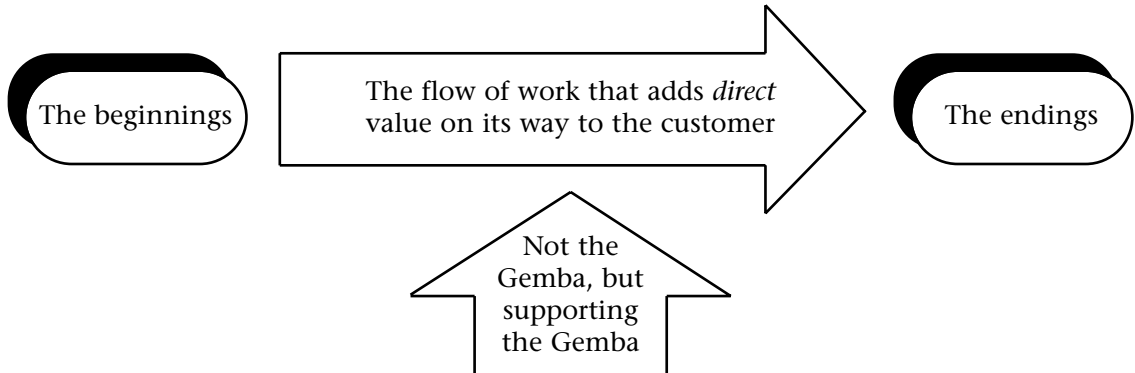 The beginnings
The flow of work that adds direct
value on its way to the customer
The endings
Not the
Gemba, but
supporting
the Gemba